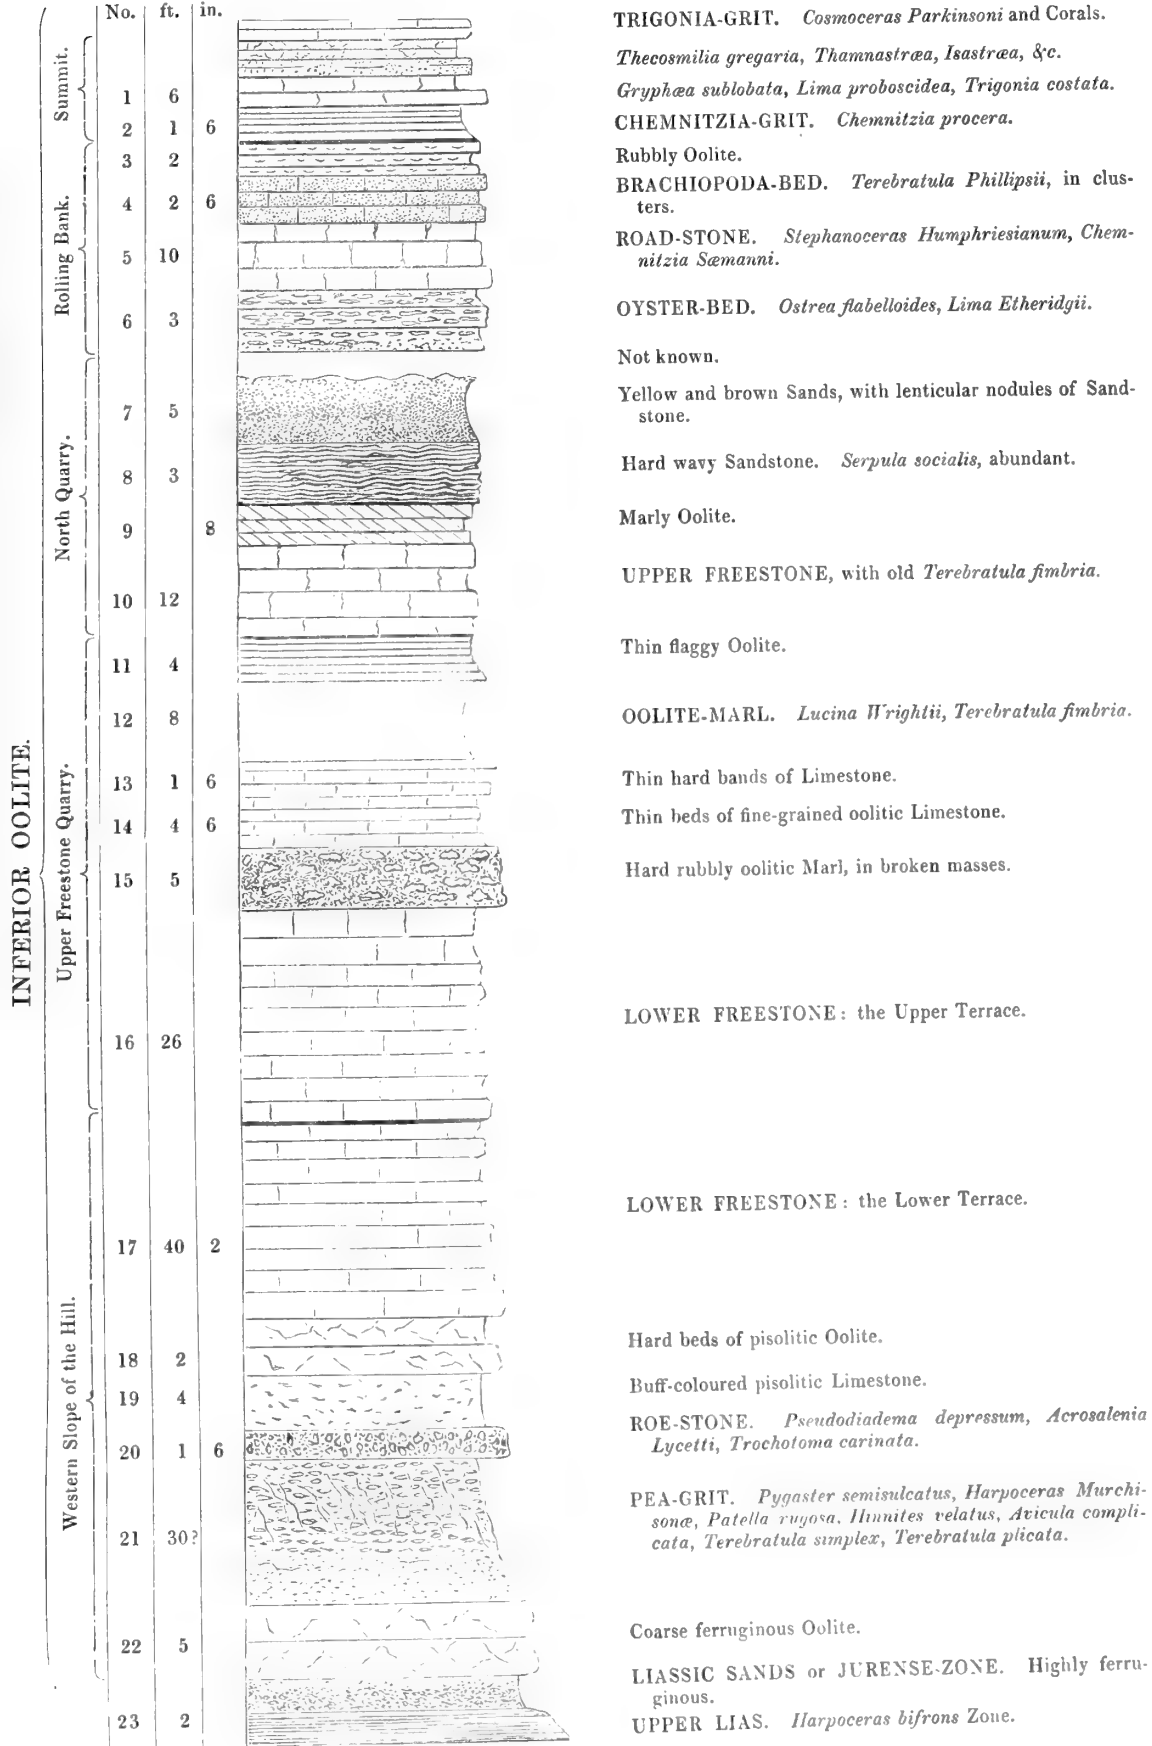 No. ft. in.
INFERIOR OOLITE.
Summit.
Rolling Bank.
North Quarry.
Upper Freestone Quarry.
Western Slope of the Hill.
TRIGONIA-GRIT. Cosmoceras Parkinsoni and Corals.
Thecosmilia gregaria, Thamnastræa, Isastræa, &c.
1 6 Gryphæa sublobata, Lima proboscidea, Trigonia costata.
2 1 6 CHEMNITZIA-GRIT. Chemnitzia procera.
3 2 Rubbly Oolite.
4 2 6 BRACHIOPODA-BED. Terebratula Phillipsii, in clus-
ters.
5 10 ROAD-STONE. Stephanoceras Humphriesianum, Chem-
nitzia Sæmanni.
6 3 OYSTER-BED. Ostrea flabelloides, Lima Etheridgii.
Not known.
7 5 Yellow and brown Sands, with lenticular nodules of Sand-
stone.
8 3 Hard wavy Sandstone. Serpula socialis, abundant.
9 8 Marly Oolite.
10 12 UPPER FREESTONE, with old Terebratula fimbria.
11 4 Thin flaggy Oolite.
12 8 OOLITE-MARL. Lucina Wrightii, Terebratula fimbria.
13 1 6 Thin hard bands of Limestone.
14 4 6 Thin beds of fine-grained oolitic Limestone.
15 5 Hard rubbly oolitic Marl, in broken masses.
16 26 LOWER FREESTONE: the Upper Terrace.
17 40 2 LOWER FREESTONE: the Lower Terrace.
18 2 Hard beds of pisolitic Oolite.
19 4 Buff-coloured pisolitic Limestone.
20 1 6 ROE-STONE. Pseudodiadema depressum, Acrosalenia
Lycetti, Trochotoma carinata.
21 30? PEA-GRIT. Pygaster semisulcatus, Harpoceras Murchi-
sonæ, Patella rugosa, Hinnites velatus, Avicula compli-
cata, Terebratula simplex, Terebratula plicata.
22 5 Coarse ferruginous Oolite.
23 2 LIASSIC SANDS or JURENSE-ZONE. Highly ferru-
ginous.
UPPER LIAS. Harpoceras bifrons Zone.